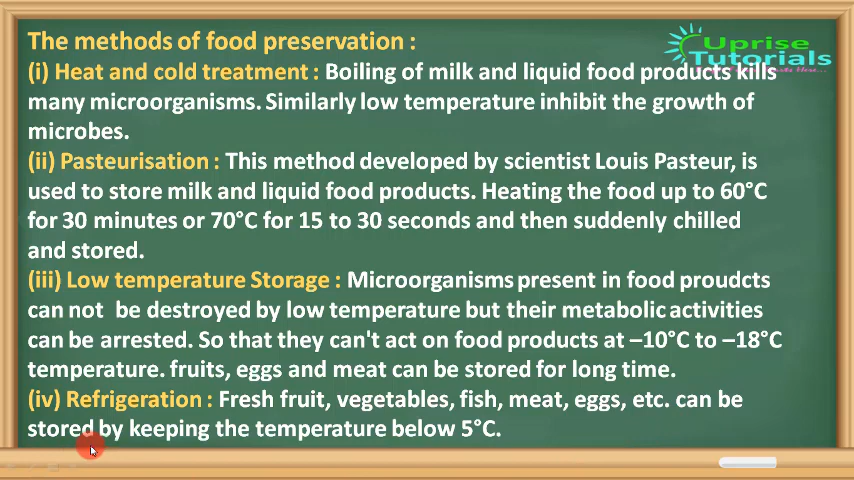 The methods of food preservation :
Uprise
Tutorials
(i) Heat and cold treatment : Boiling of milk and liquid food products kills
many microorganisms. Similarly low temperature inhibit the growth of
microbes.
(ii) Pasteurisation : This method developed by scientist Louis Pasteur, is
used to store milk and liquid food products. Heating the food up to 60°C
for 30 minutes or 70°C for 15 to 30 seconds and then suddenly chilled
and stored.
(iii) Low temperature Storage : Microorganisms present in food proudcts
can not be destroyed by low temperature but their metabolic activities
can be arrested. So that they can't act on food products at –10°C to –18°C
temperature. fruits, eggs and meat can be stored for long time.
(iv) Refrigeration : Fresh fruit, vegetables, fish, meat, eggs, etc. can be
stored by keeping the temperature below 5°C.